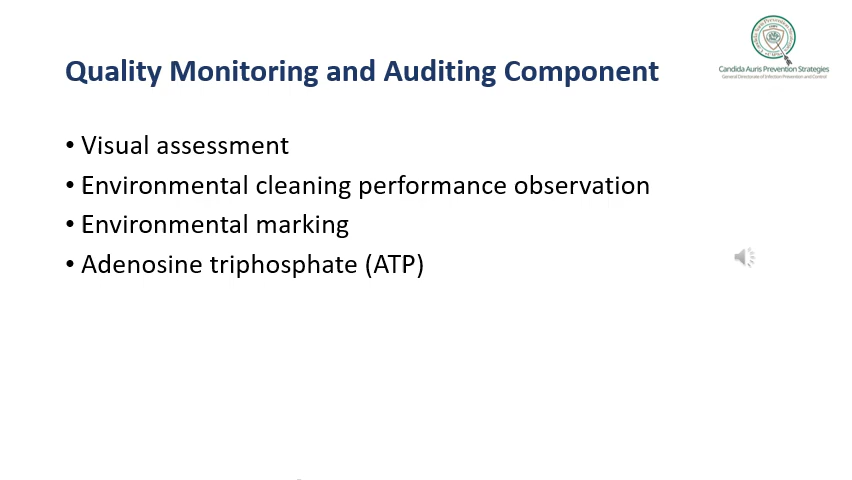 Quality Monitoring and Auditing Component
Candida Auris Prevention Strategies
General Directorate of Infection Prevention and Control
• Visual assessment
• Environmental cleaning performance observation
• Environmental marking
• Adenosine triphosphate (ATP)